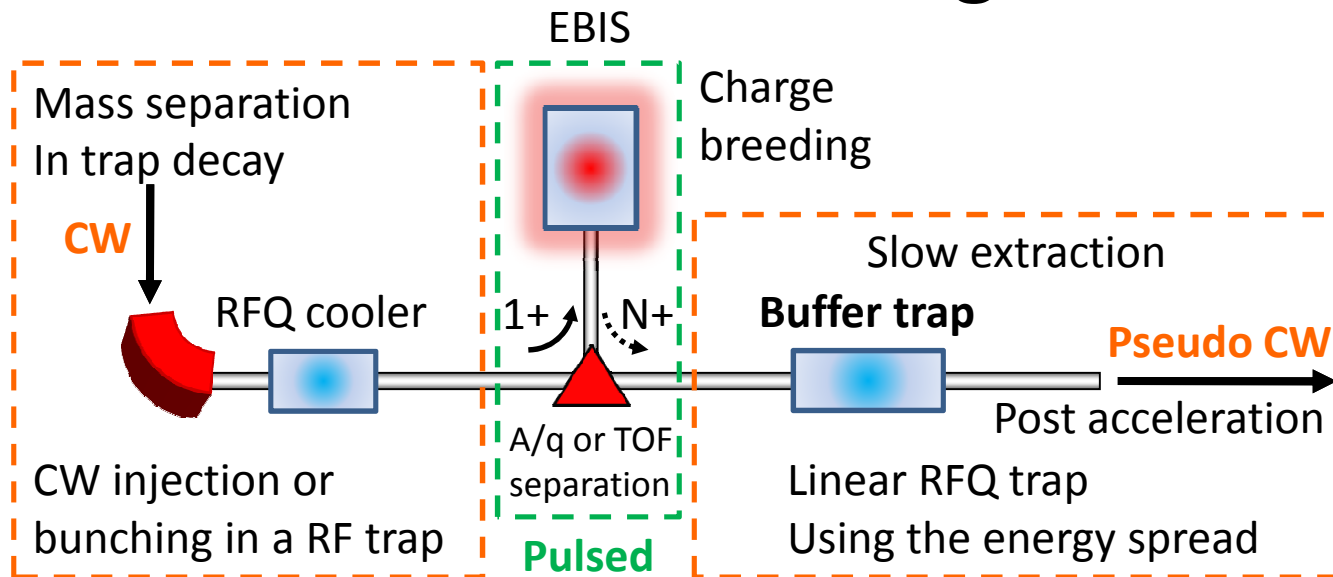 EBIS
Mass separation
In trap decay
CW
RFQ cooler
CW injection or
bunching in a RF trap
Charge
breeding
1+
N+
A/q or TOF
separation
Pulsed
Slow extraction
Buffer trap
Pseudo CW
Post acceleration
Linear RFQ trap
Using the energy spread